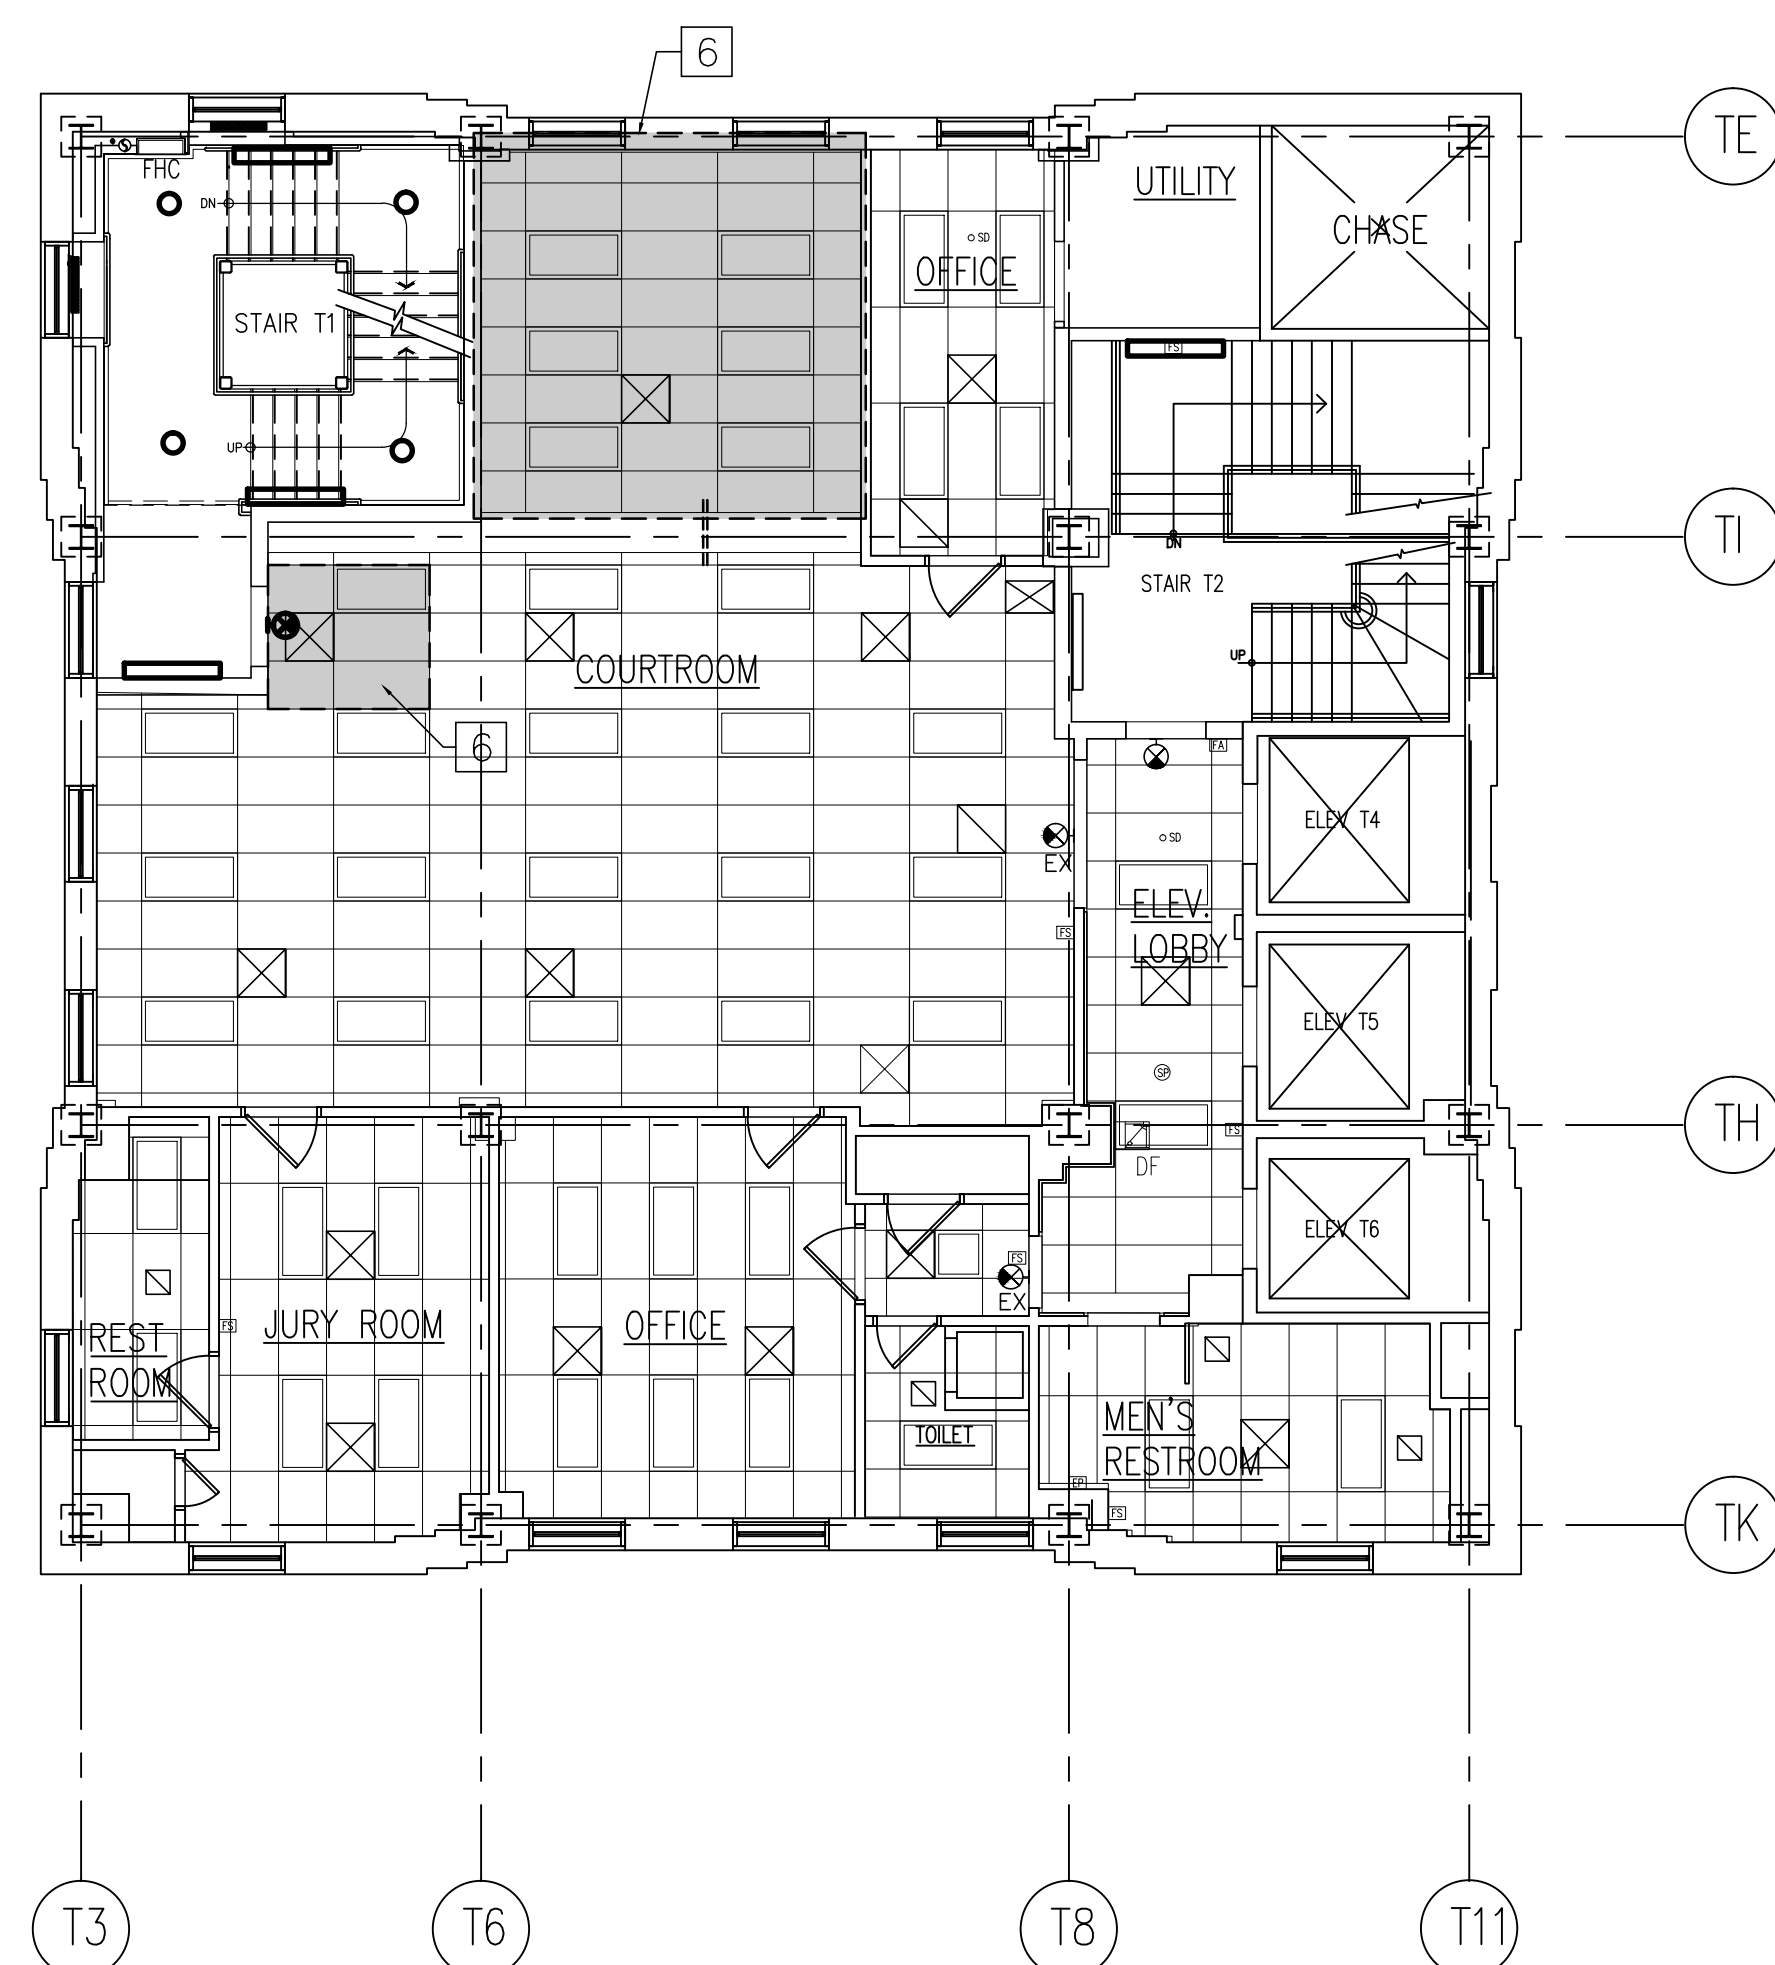 6
TE
FHC
UTILITY
DN
CHASE
SD
OFFICE
STAIR T1
FS
UP
TI
DN
STAIR T2
COURTROOM
UP
6
FA
ELEV T4
SD
EX
ELEV.
LOBBY
FS
ELEV T5
SP
TH
FS
DF
ELEV T6
FS
EX
FS
JURY ROOM
OFFICE
REST
ROOM
MEN'S
RESTROOM
TOILET
EP
FS
TK
T3
T6
T8
T11